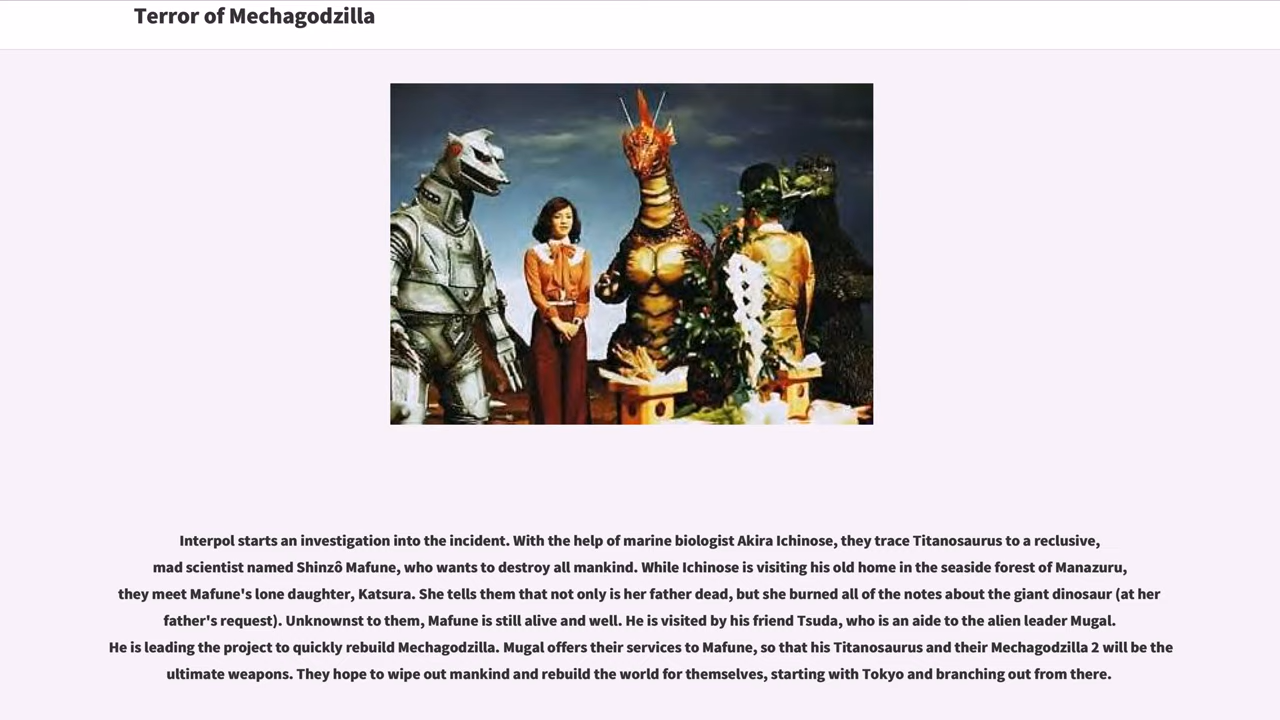 Terror of Mechagodzilla
Interpol starts an investigation into the incident. With the help of marine biologist Akira Ichinose, they trace Titanosaurus to a reclusive,
mad scientist named Shinzô Mafune, who wants to destroy all mankind. While Ichinose is visiting his old home in the seaside forest of Manazuru,
they meet Mafune's lone daughter, Katsura. She tells them that not only is her father dead, but she burned all of the notes about the giant dinosaur (at her
father's request). Unknownst to them, Mafune is still alive and well. He is visited by his friend Tsuda, who is an aide to the alien leader Mugal.
He is leading the project to quickly rebuild Mechagodzilla. Mugal offers their services to Mafune, so that his Titanosaurus and their Mechagodzilla 2 will be the
ultimate weapons. They hope to wipe out mankind and rebuild the world for themselves, starting with Tokyo and branching out from there.